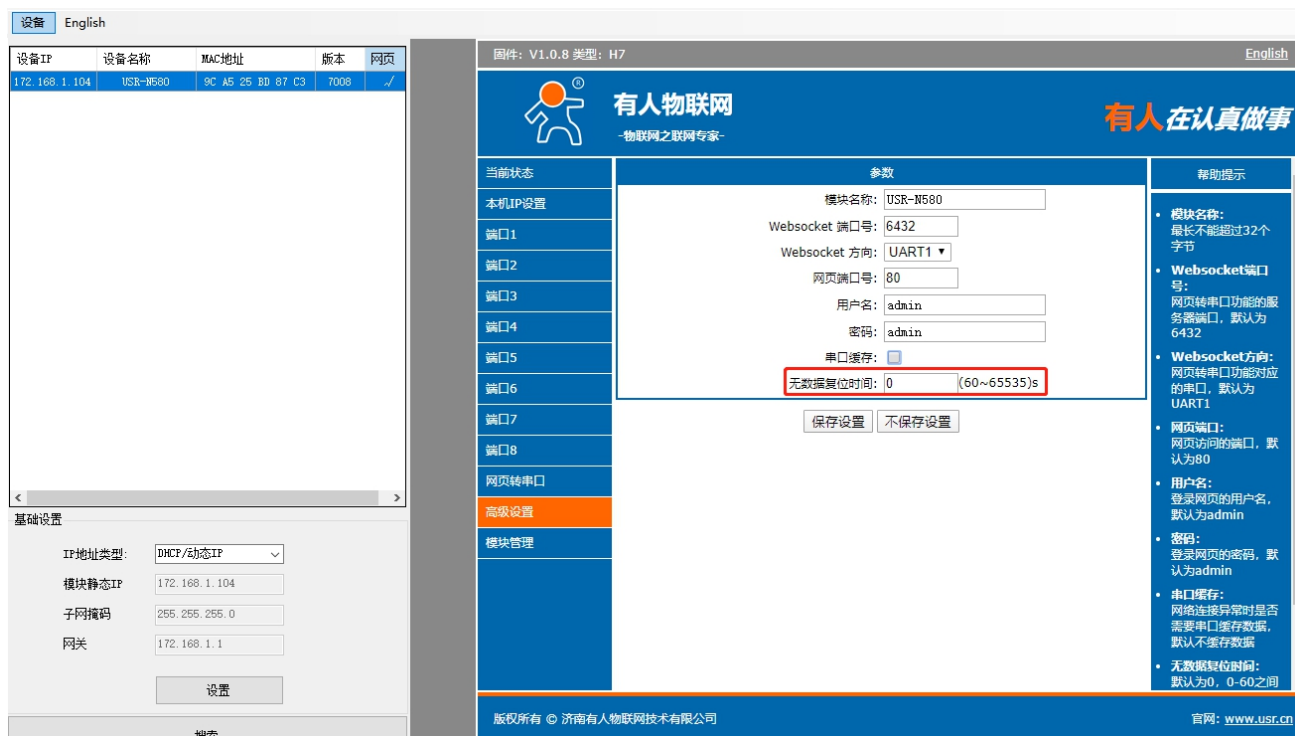 设备 English
设备IP 设备名称 MAC地址 版本 网页
172.168.1.104 USR-N580 9C A5 25 BD 87 C3 7008 √
基础设置
IP地址类型: DHCP/动态IP
模块静态IP 172.168.1.104
子网掩码 255.255.255.0
网关 172.168.1.1
设置
搜索
固件: V1.0.8 类型: H7 English
®
有人物联网
-物联网之联网专家-
有人在认真做事
当前状态
本机IP设置
端口1
端口2
端口3
端口4
端口5
端口6
端口7
端口8
网页转串口
高级设置
模块管理
参数
模块名称: USR-N580
Websocket 端口号: 6432
Websocket 方向: UART1
网页端口号: 80
用户名: admin
密码: admin
串口缓存:
无数据复位时间: 0 (60~65535)s
保存设置 不保存设置
帮助提示
• 模块名称:
最长不能超过32个
字节
• Websocket端口
号:
网页转串口功能的服
务器端口，默认为
6432
• Websocket方向:
网页转串口功能对应
的串口，默认为
UART1
• 网页端口:
网页访问的端口，默
认为80
• 用户名:
登录网页的用户名，
默认为admin
• 密码:
登录网页的密码，默
认为admin
• 串口缓存:
网络连接异常时是否
需要串口缓存数据，
默认不缓存数据
• 无数据复位时间:
默认为0，0-60之间
版权所有 © 济南有人物联网技术有限公司 官网: www.usr.cn